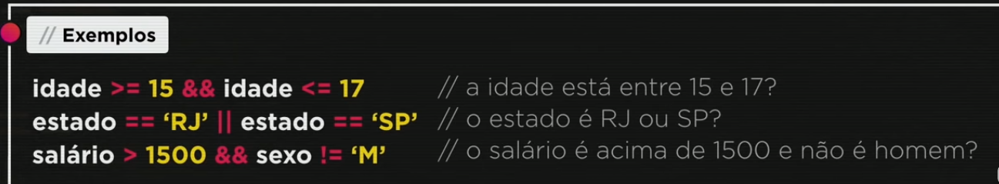 // Exemplos
idade >= 15 && idade <= 17 // a idade está entre 15 e 17?
estado == ‘RJ’ || estado == ‘SP’ // o estado é RJ ou SP?
salário > 1500 && sexo != ‘M’ // o salário é acima de 1500 e não é homem?